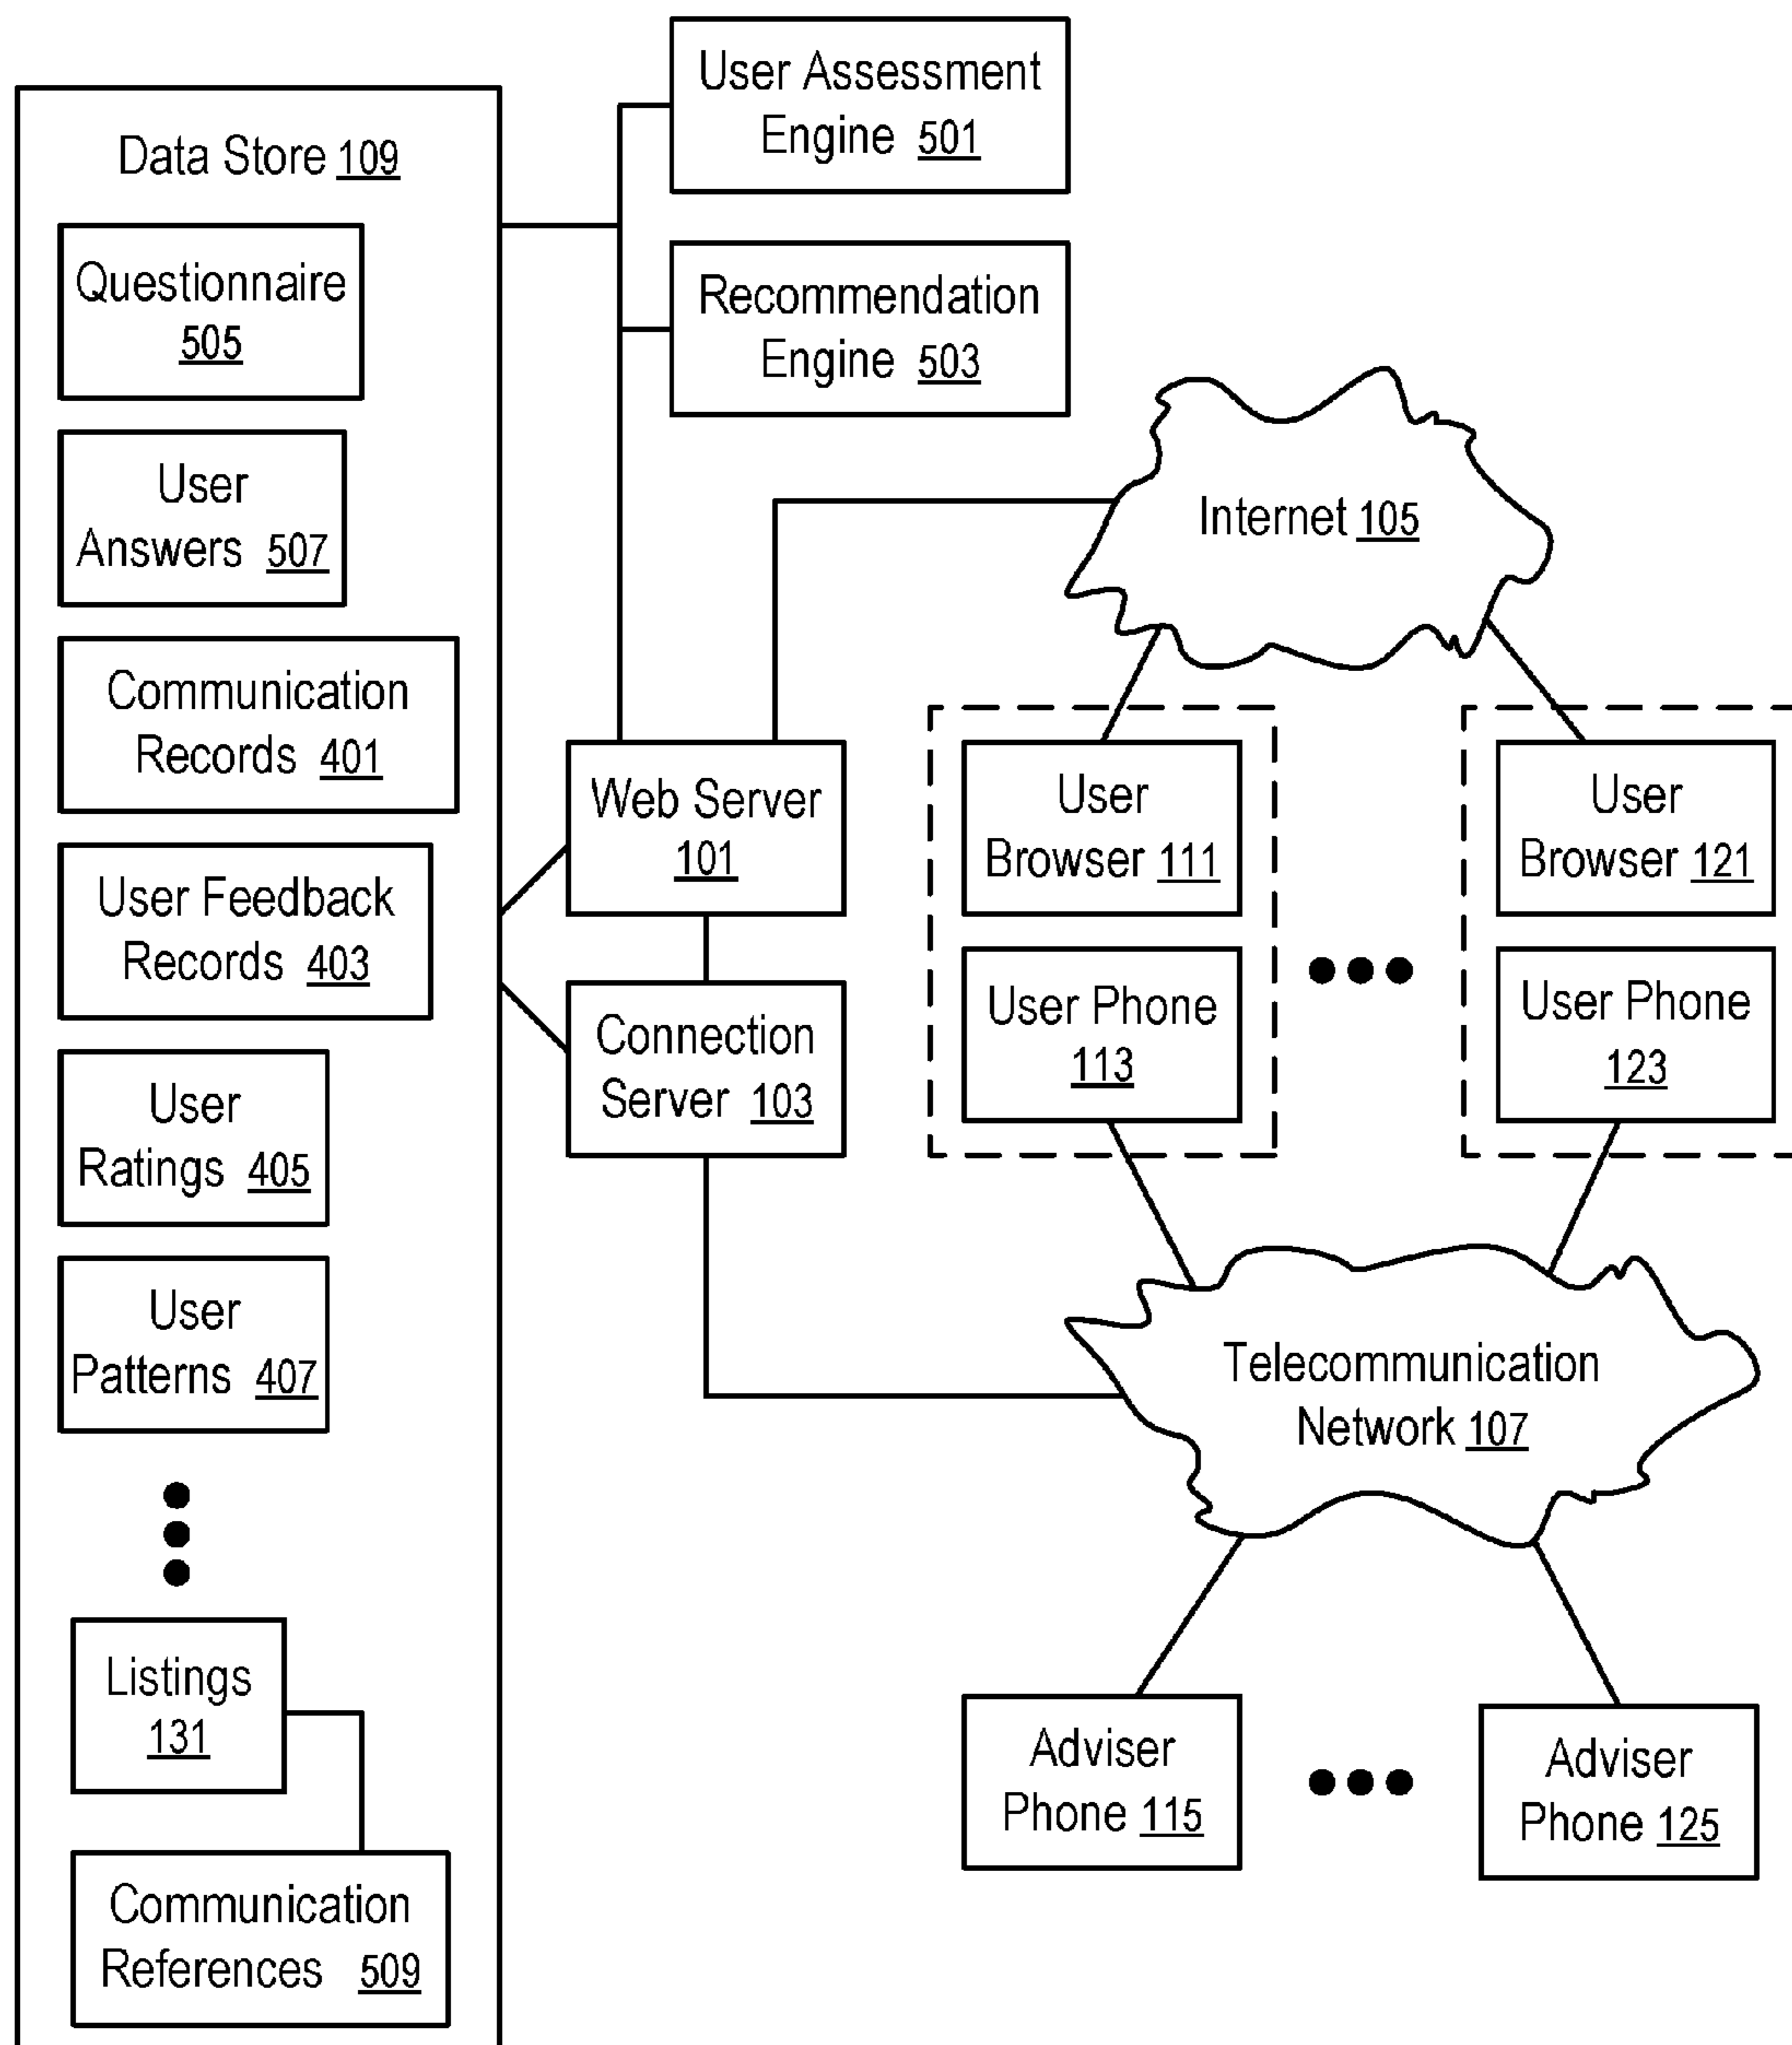 Data Store 109
Questionnaire
505
User
Answers 507
Communication
Records 401
User Feedback
Records 403
User
Ratings 405
User
Patterns 407
Listings
131
Communication
References 509
User Assessment
Engine 501
Recommendation
Engine 503
Web Server
101
Connection
Server 103
Internet 105
User
Browser 111
User Phone
113
User
Browser 121
User Phone
123
Telecommunication
Network 107
Adviser
Phone 115
Adviser
Phone 125